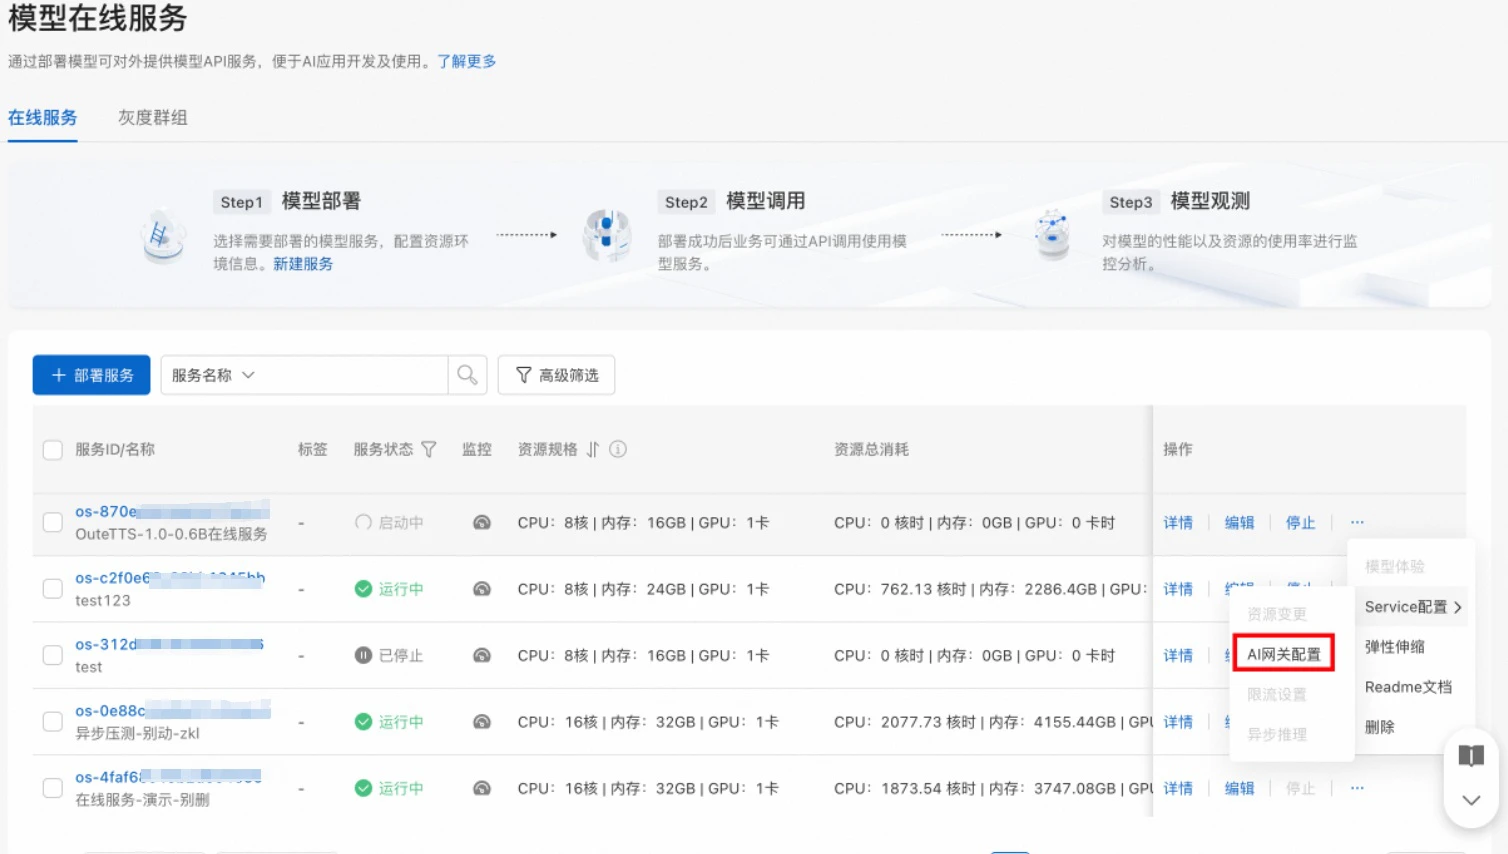 模型在线服务
通过部署模型可对外提供模型API服务，便于AI应用开发及使用。了解更多
在线服务 灰度群组
Step1 模型部署
选择需要部署的模型服务，配置资源环
境信息。新建服务
Step2 模型调用
部署成功后业务可通过API调用使用模
型服务。
Step3 模型观测
对模型的性能以及资源的使用率进行监
控分析。
+ 部署服务 服务名称 高级筛选
服务ID/名称 标签 服务状态 监控 资源规格 资源总消耗 操作
os-870e
OuteTTS-1.0-0.6B在线服务
- 启动中 CPU：8核 | 内存：16GB | GPU：1卡 CPU：0 核时 | 内存：0GB | GPU：0 卡时 详情 编辑 停止 ...
os-c2f0e6
test123
- 运行中 CPU：8核 | 内存：24GB | GPU：1卡 CPU：762.13 核时 | 内存：2286.4GB | GPU： 详情
os-312d
test
- 已停止 CPU：8核 | 内存：16GB | GPU：1卡 CPU：0 核时 | 内存：0GB | GPU：0 卡时 详情
os-0e88c
异步压测-别动-zkl
- 运行中 CPU：16核 | 内存：32GB | GPU：1卡 CPU：2077.73 核时 | 内存：4155.44GB | GPU 详情
os-4faf6
在线服务-演示-别删
- 运行中 CPU：16核 | 内存：32GB | GPU：1卡 CPU：1873.54 核时 | 内存：3747.08GB | GPU 详情 编辑 停止 ...
模型体验
Service配置
弹性伸缩
Readme文档
删除
资源变更
AI网关配置
限流设置
异步推理